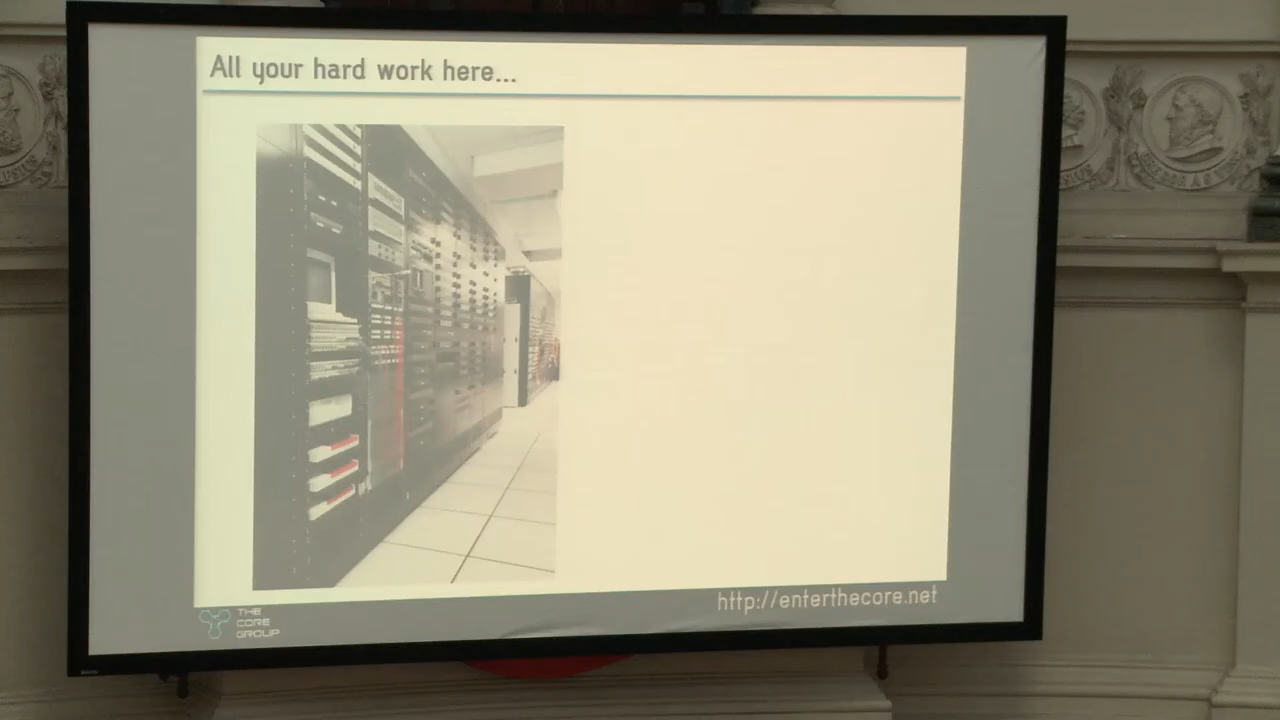 All your hard work here...
http://enterthecore.net
THE
CORE
GROUP